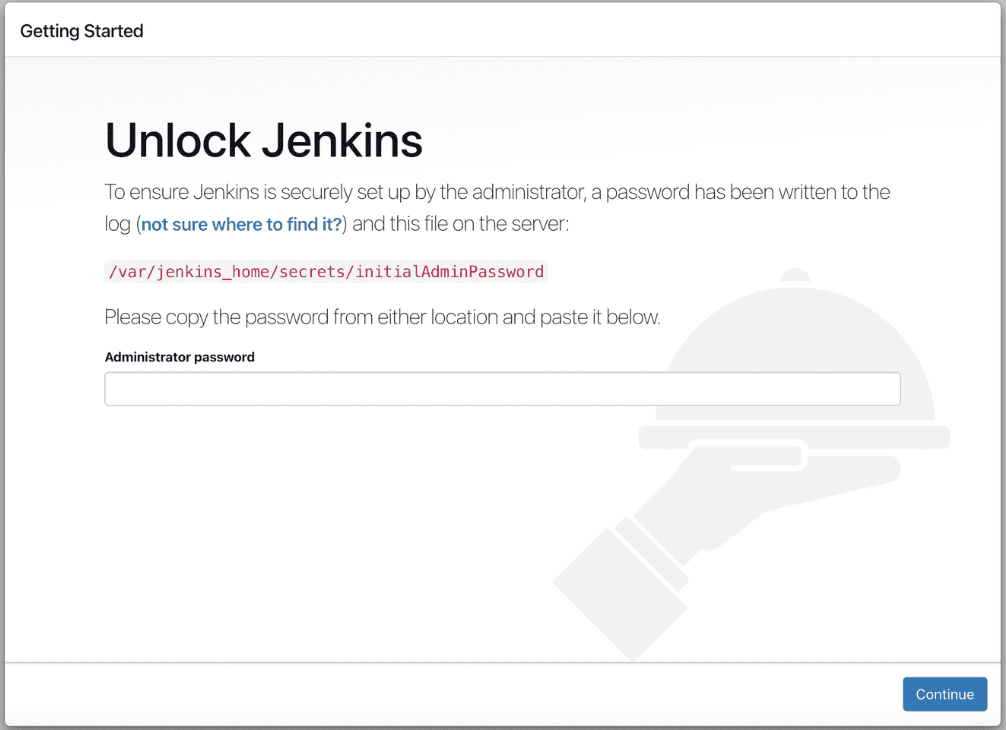 Getting Started
Unlock Jenkins
To ensure Jenkins is securely set up by the administrator, a password has been written to the
log (not sure where to find it?) and this file on the server:
/var/jenkins_home/secrets/initialAdminPassword
Please copy the password from either location and paste it below.
Administrator password
Continue